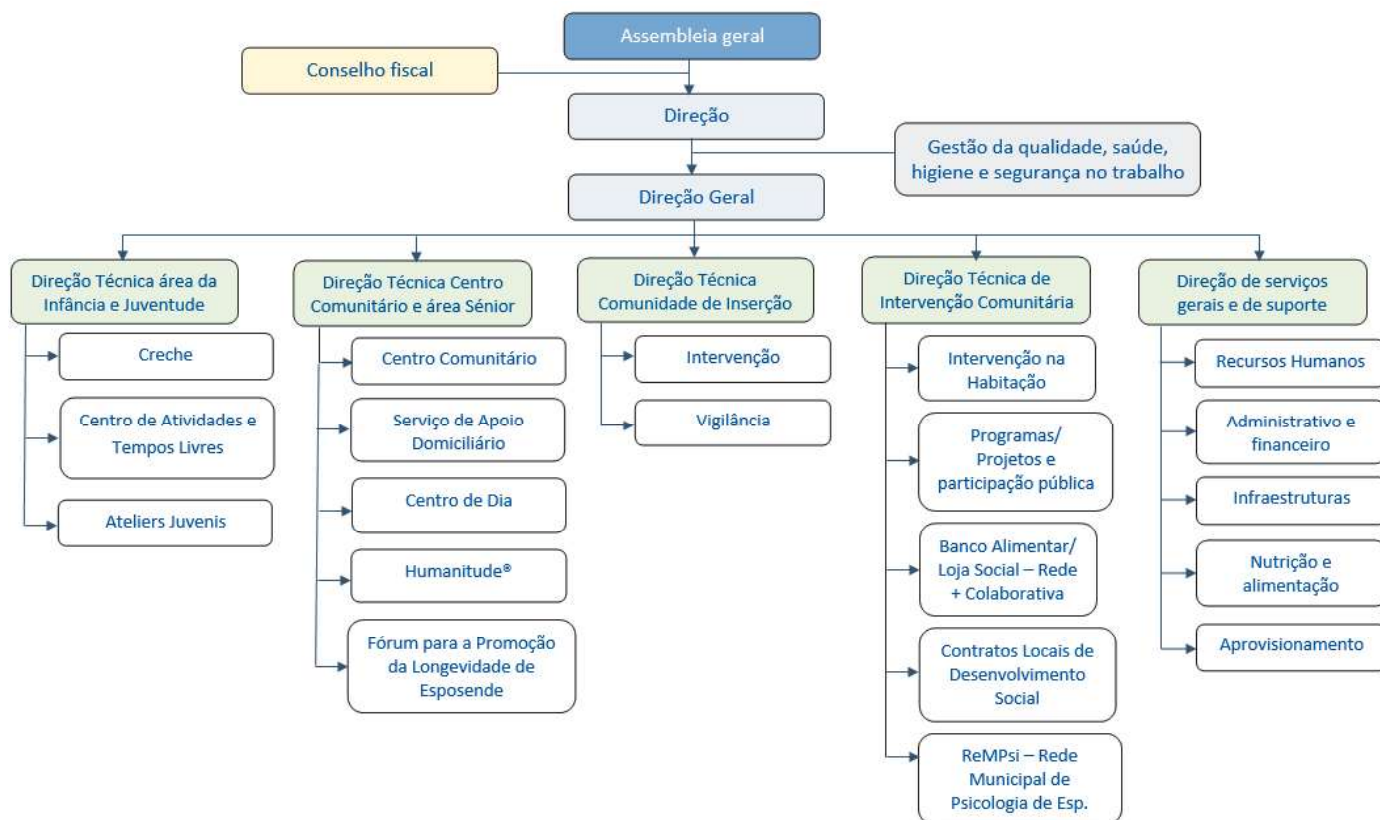 Assembleia geral
Conselho fiscal
Direção
Gestão da qualidade, saúde,
higiene e segurança no trabalho
Direção Geral
Direção Técnica área da
Infância e Juventude
Creche
Centro de Atividades e
Tempos Livres
Ateliers Juvenis
Direção Técnica Centro
Comunitário e área Sénior
Centro Comunitário
Serviço de Apoio
Domiciliário
Centro de Dia
Humanitude®
Fórum para a Promoção
da Longevidade de
Esposende
Direção Técnica
Comunidade de Inserção
Intervenção
Vigilância
Direção Técnica de
Intervenção Comunitária
Intervenção na
Habitação
Programas/
Projetos e
participação pública
Banco Alimentar/
Loja Social – Rede
+ Colaborativa
Contratos Locais de
Desenvolvimento
Social
ReMPsi – Rede
Municipal de
Psicologia de Esp.
Direção de serviços
gerais e de suporte
Recursos Humanos
Administrativo e
financeiro
Infraestruturas
Nutrição e
alimentação
Aprovisionamento